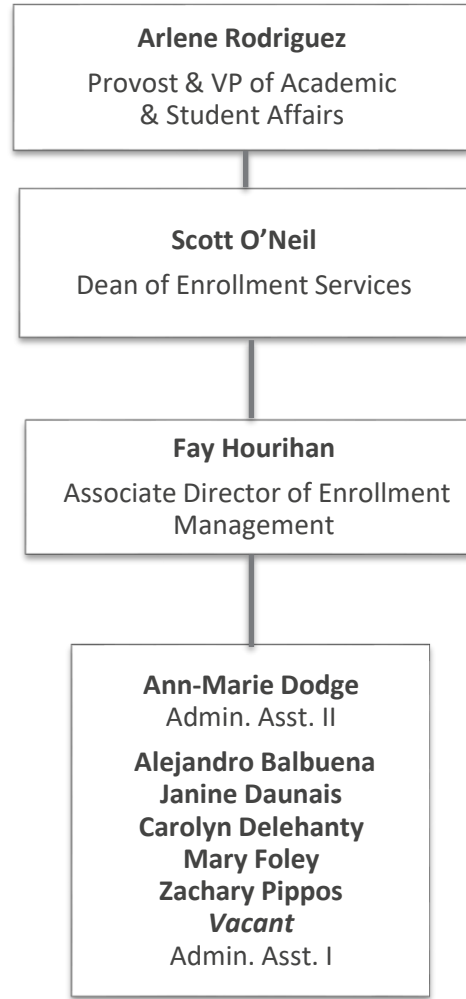 Arlene Rodriguez
Provost & VP of Academic
& Student Affairs
Scott O’Neil
Dean of Enrollment Services
Fay Hourihan
Associate Director of Enrollment
Management
Ann-Marie Dodge
Admin. Asst. II
Alejandro Balbuena
Janine Daunais
Carolyn Delehanty
Mary Foley
Zachary Pippos
Vacant
Admin. Asst. I